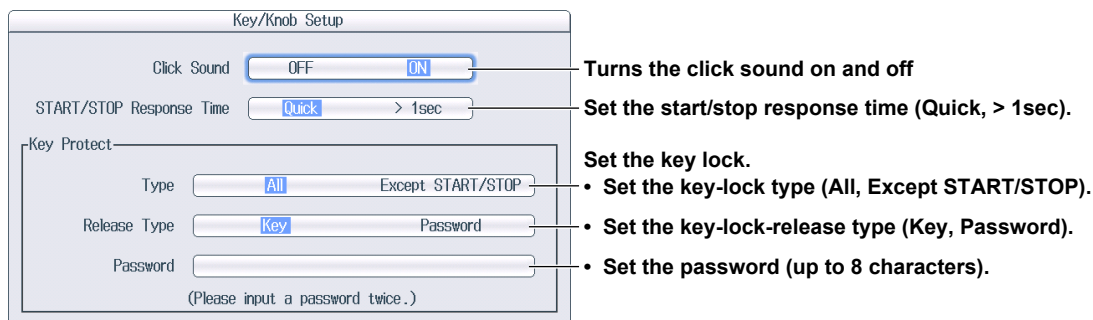 Key/Knob Setup
Click Sound OFF ON
Turns the click sound on and off
START/STOP Response Time Quick > 1sec
Set the start/stop response time (Quick, > 1sec).
Key Protect
Set the key lock.
Type All Except START/STOP
• Set the key-lock type (All, Except START/STOP).
Release Type Key Password
• Set the key-lock-release type (Key, Password).
Password
• Set the password (up to 8 characters).
(Please input a password twice.)